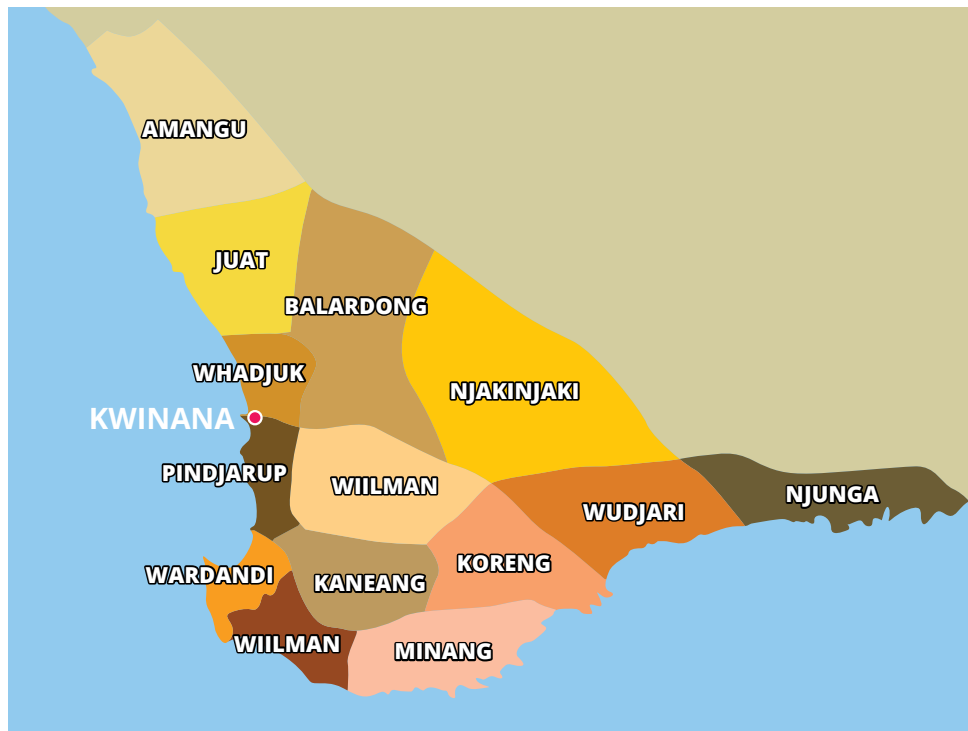 AMANGU
JUAT
BALARDONG
WHADJUK
NJAKINJAKI
KWINANA
PINDJARUP
WIILMAN
NJUNGA
WUDJARI
KORENG
WARDANDI
KANEANG
WIILMAN
MINANG